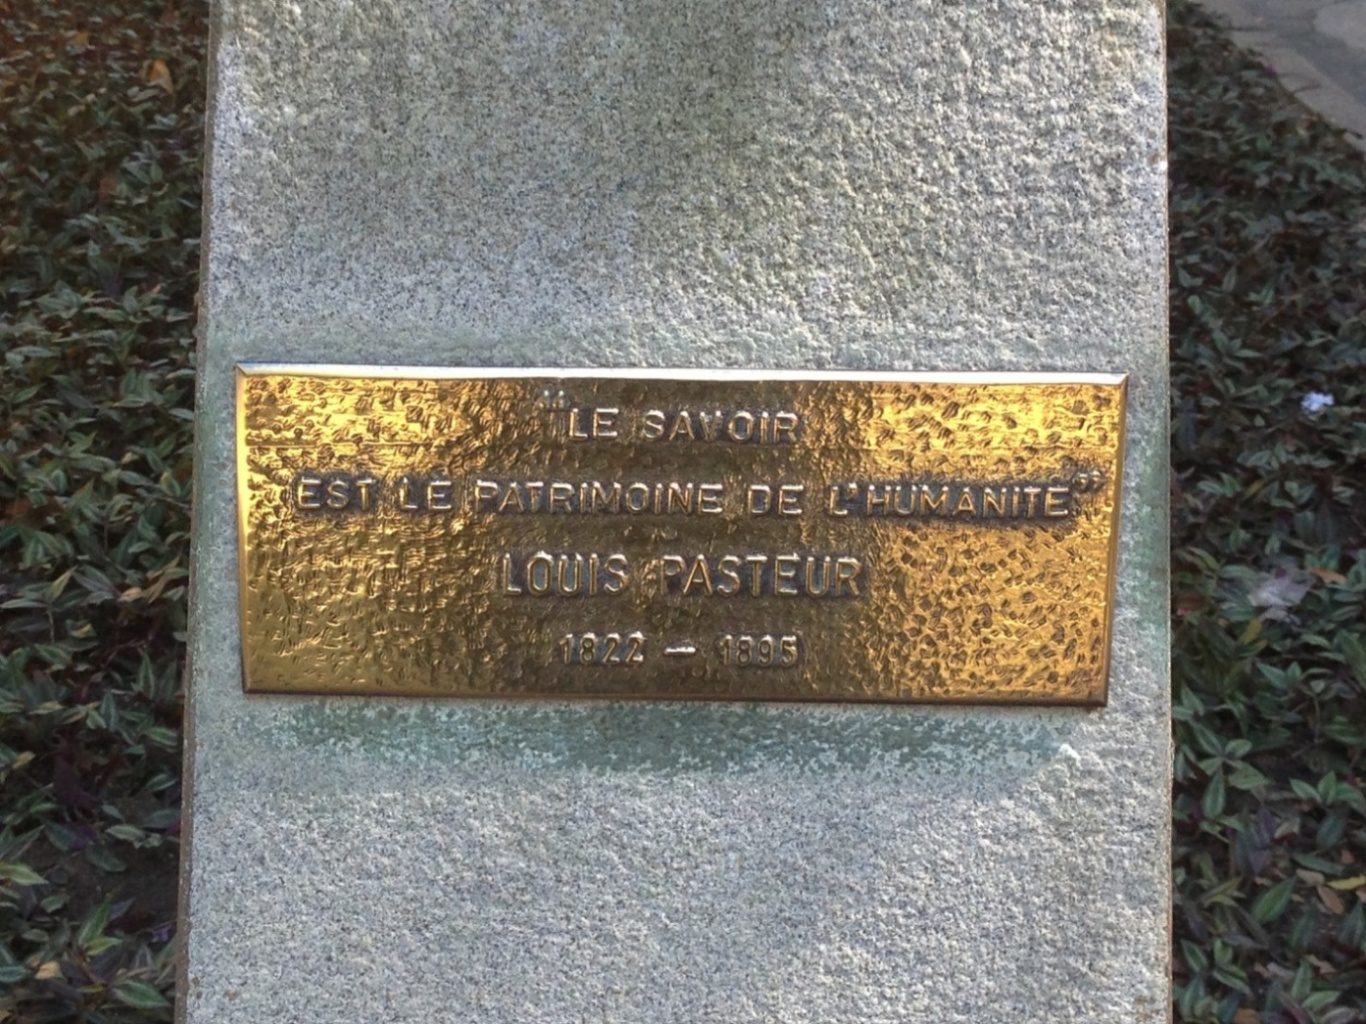 "LE SAVOIR
EST LE PATRIMOINE DE L'HUMANITE"
LOUIS PASTEUR
1822 — 1895